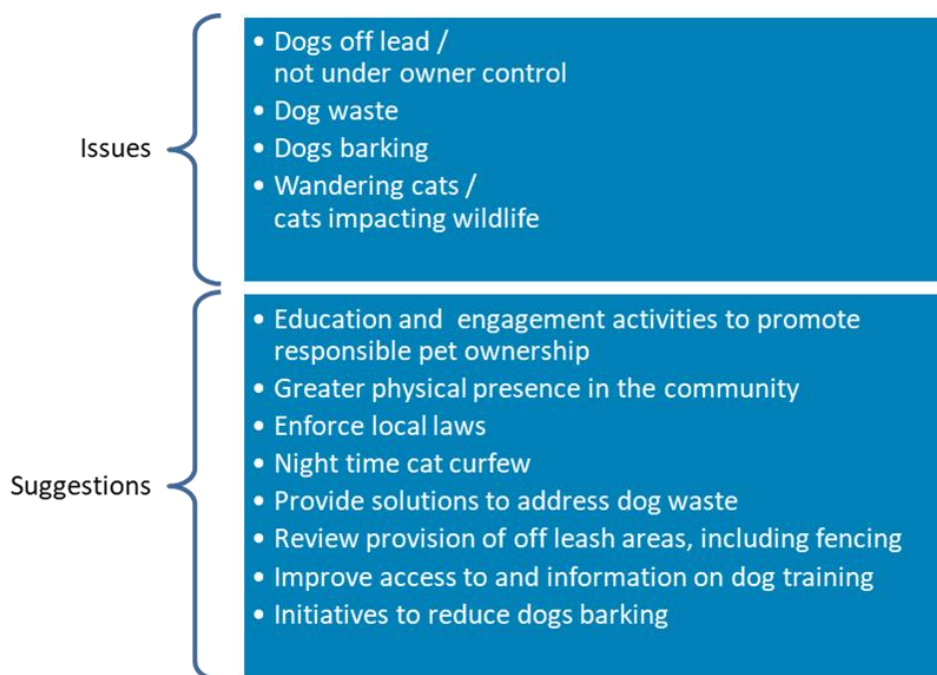 Issues
• Dogs off lead /
not under owner control
• Dog waste
• Dogs barking
• Wandering cats /
cats impacting wildlife
Suggestions
• Education and  engagement activities to promote
responsible pet ownership
• Greater physical presence in the community
• Enforce local laws
• Night time cat curfew
• Provide solutions to address dog waste
• Review provision of off leash areas, including fencing
• Improve access to and information on dog training
• Initiatives to reduce dogs barking